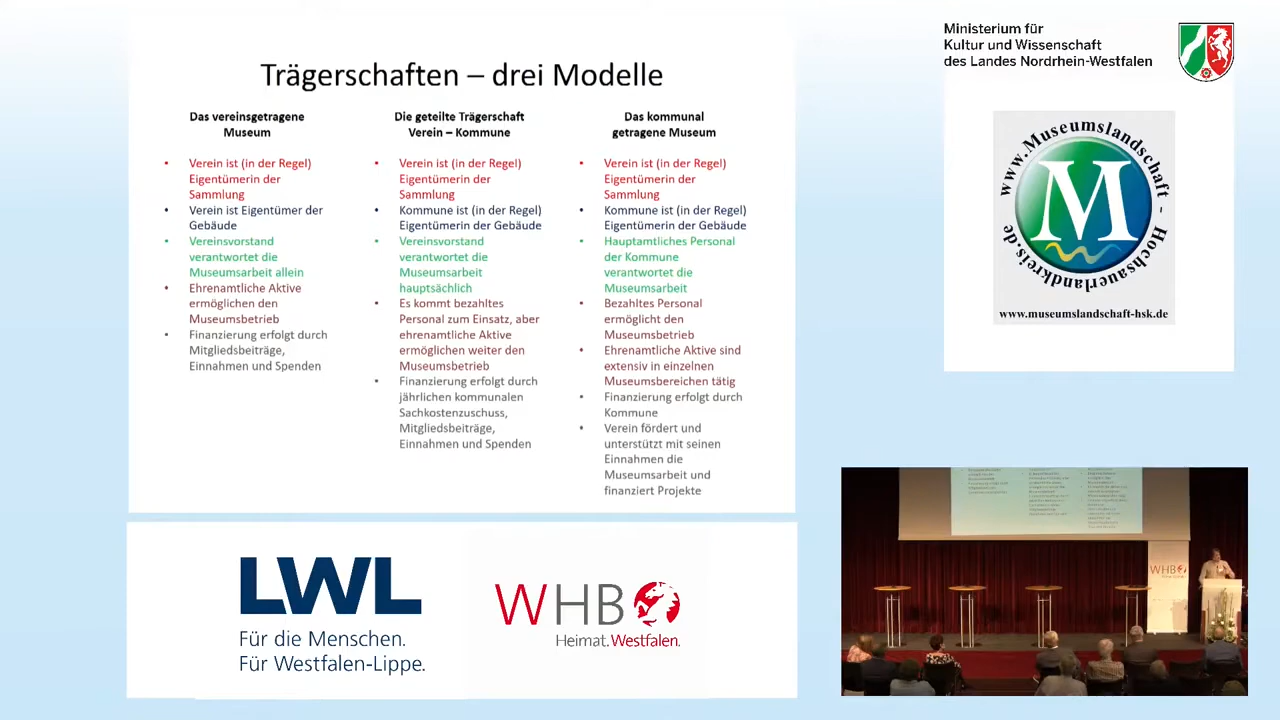 Trägerschaften – drei Modelle
Das vereinsgetragene
Museum
• Verein ist (in der Regel)
Eigentümerin der
Sammlung
• Verein ist Eigentümer der
Gebäude
• Vereinsvorstand
verantwortet die
Museumsarbeit allein
• Ehrenamtliche Aktive
ermöglichen den
Museumsbetrieb
• Finanzierung erfolgt durch
Mitgliedsbeiträge,
Einnahmen und Spenden
Die geteilte Trägerschaft
Verein – Kommune
• Verein ist (in der Regel)
Eigentümerin der
Sammlung
• Kommune ist (in der Regel)
Eigentümerin der Gebäude
• Vereinsvorstand
verantwortet die
Museumsarbeit
hauptsächlich
• Es kommt bezahltes
Personal zum Einsatz, aber
ehrenamtliche Aktive
ermöglichen weiter den
Museumsbetrieb
• Finanzierung erfolgt durch
jährlichen kommunalen
Sachkostenzuschuss,
Mitgliedsbeiträge,
Einnahmen und Spenden
Das kommunal
getragene Museum
• Verein ist (in der Regel)
Eigentümerin der
Sammlung
• Kommune ist (in der Regel)
Eigentümerin der Gebäude
• Hauptamtliches Personal
der Kommune
verantwortet die
Museumsarbeit
• Bezahltes Personal
ermöglicht den
Museumsbetrieb
• Ehrenamtliche Aktive sind
extensiv in einzelnen
Museumsbereichen tätig
• Finanzierung erfolgt durch
Kommune
• Verein fördert und
unterstützt mit seinen
Einnahmen die
Museumsarbeit und
finanziert Projekte
Ministerium für
Kultur und Wissenschaft
des Landes Nordrhein-Westfalen
www.Museumslandschaft - Hochsauerlandkreis.de
M
www.museumslandschaft-hsk.de
LWL
Für die Menschen.
Für Westfalen-Lippe.
WHB
Heimat.Westfalen.
WHB